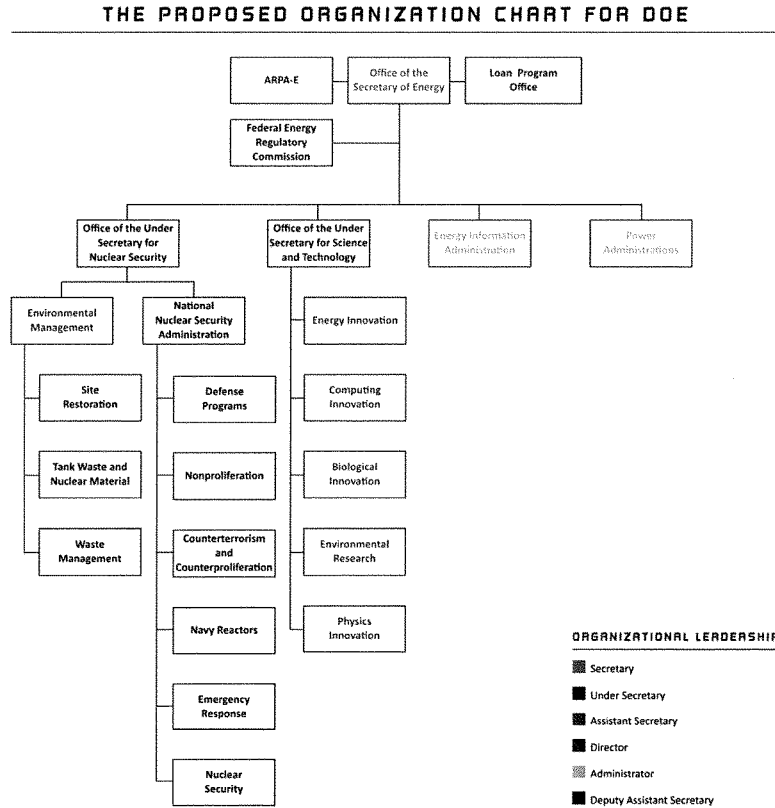 THE PROPOSED ORGANIZATION CHART FOR DOE
ARPA-E
Office of the
Secretary of Energy
Loan Program
Office
Federal Energy
Regulatory
Commission
Office of the Under
Secretary for
Nuclear Security
Office of the Under
Secretary for Science
and Technology
Energy Information
Administration
Power
Administrations
Environmental
Management
National
Nuclear Security
Administration
Energy Innovation
Site
Restoration
Defense
Programs
Computing
Innovation
Tank Waste and
Nuclear Material
Nonproliferation
Biological
Innovation
Waste
Management
Counterterrorism
and
Counterproliferation
Environmental
Research
Navy Reactors
Physics
Innovation
Emergency
Response
Nuclear
Security
ORGANIZATIONAL LEADERSHIP
Secretary
Under Secretary
Assistant Secretary
Director
Administrator
Deputy Assistant Secretary